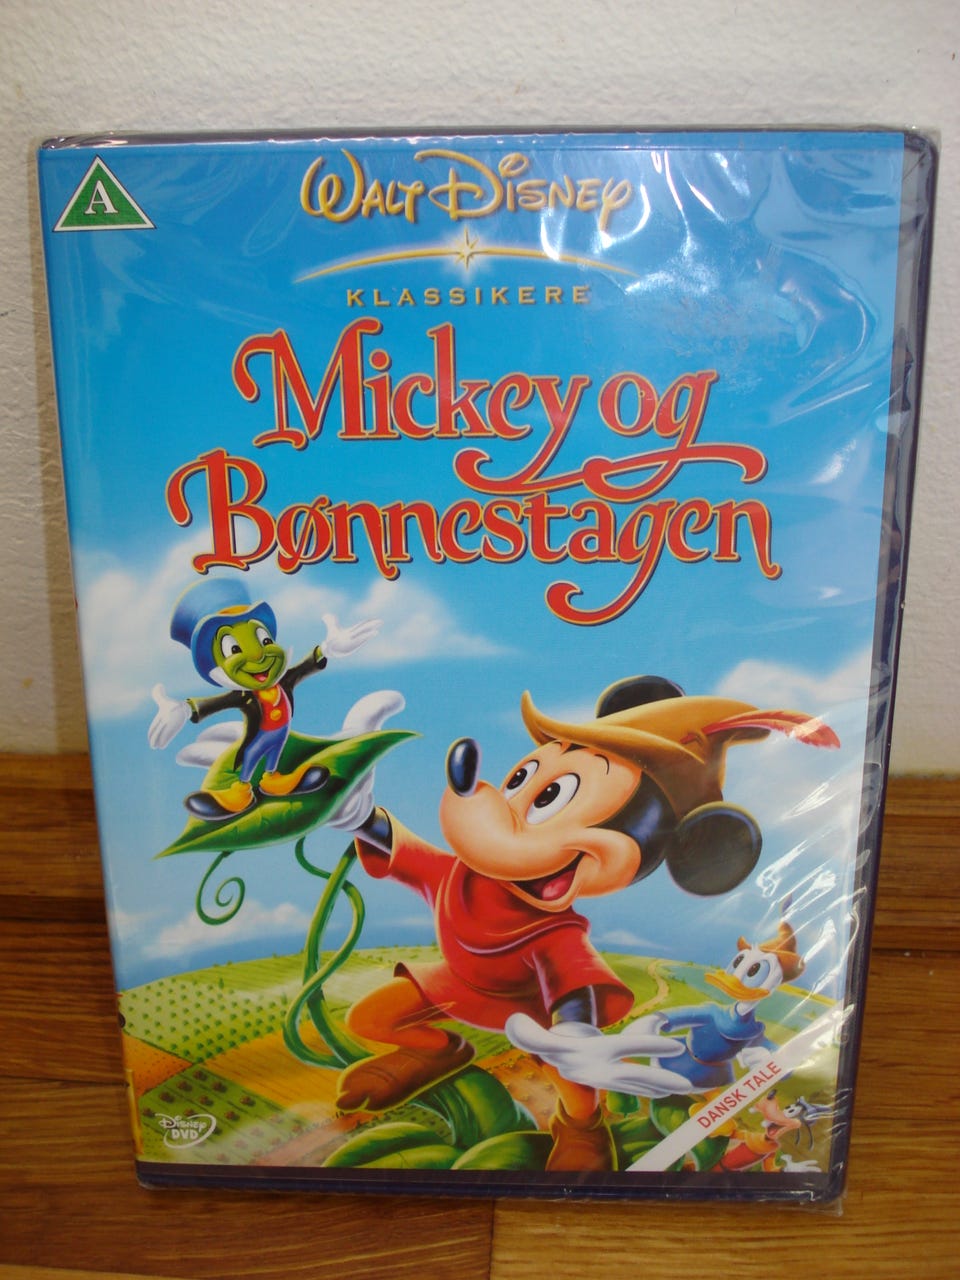 A
WALT DISNEY
KLASSIKERE
Mickey og
Bønnestagen
DANSK TALE
DISNEY
DVD